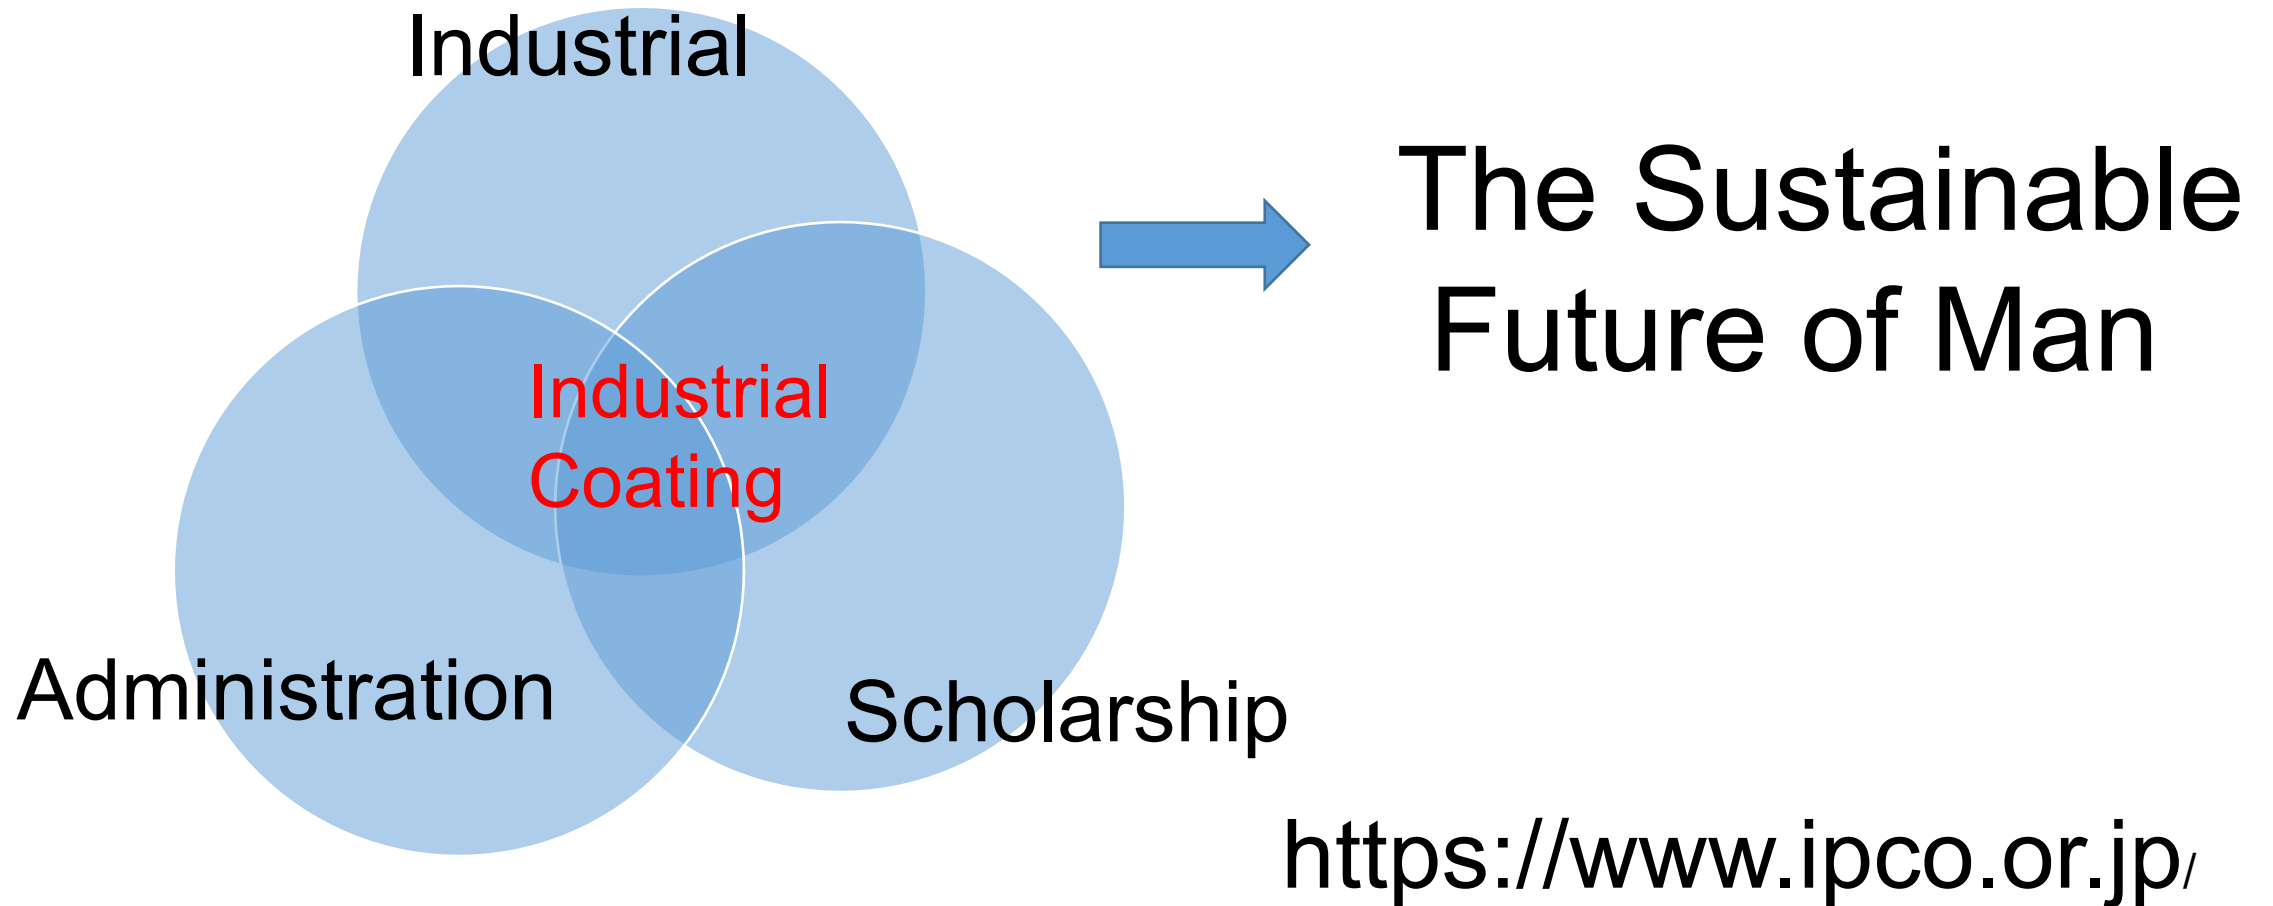 Industrial
Industrial
Coating
Administration
Scholarship
The Sustainable
Future of Man
https://www.ipco.or.jp/